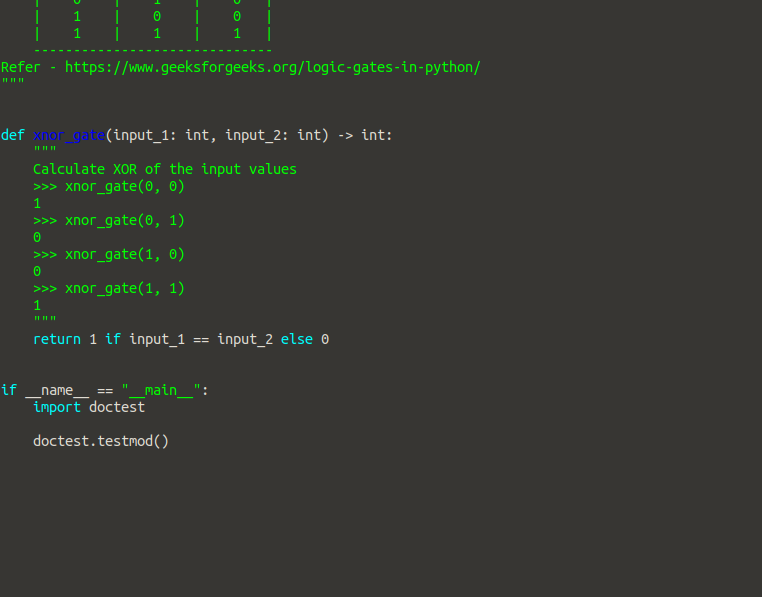 |    0    |    1    |    0   |
|    1    |    0    |    0   |
|    1    |    1    |    1   |
------------------------------
Refer - https://www.geeksforgeeks.org/logic-gates-in-python/
"""
def xnor_gate(input_1: int, input_2: int) -> int:
    """
    Calculate XOR of the input values
    >>> xnor_gate(0, 0)
    1
    >>> xnor_gate(0, 1)
    0
    >>> xnor_gate(1, 0)
    0
    >>> xnor_gate(1, 1)
    1
    """
    return 1 if input_1 == input_2 else 0
if __name__ == "__main__":
    import doctest
    doctest.testmod()